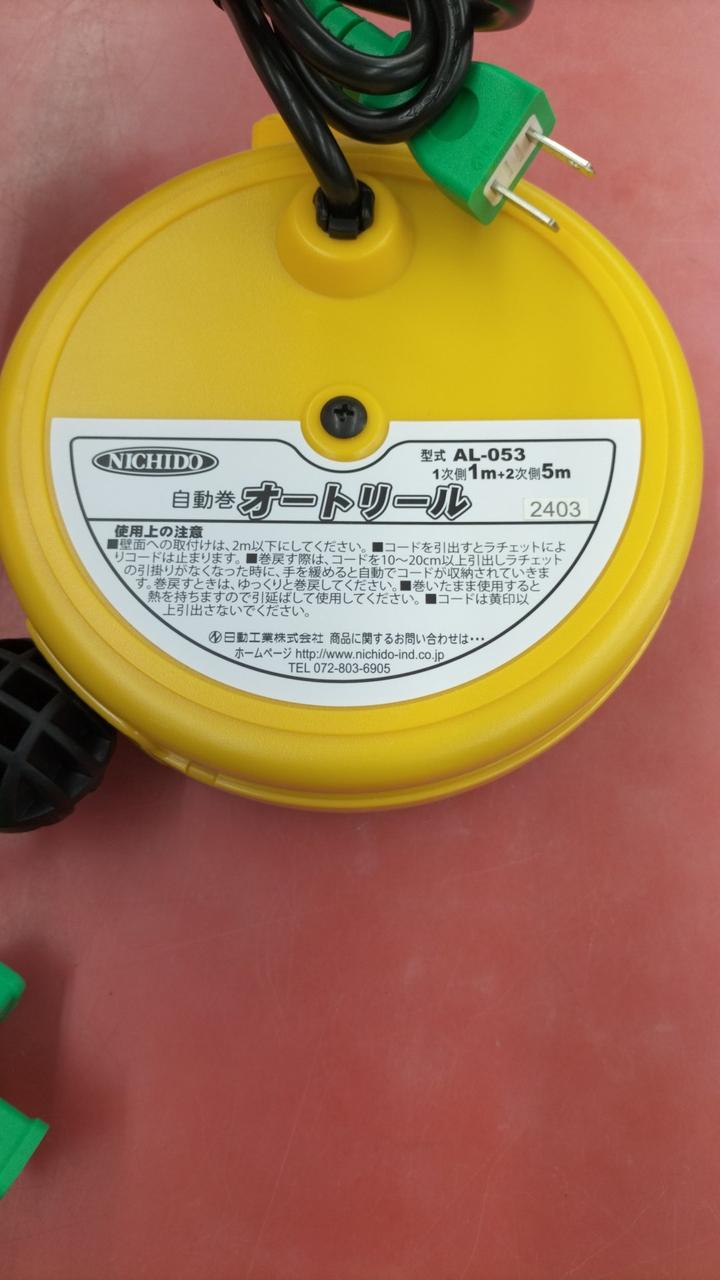 NICHIDO
型式 AL-053
1次側1m+2次側5m
自動巻 オートリール
2403
使用上の注意
■壁面への取付けは、2m以下にしてください。■コードを引出すとラチェットによ
りコードは止まります。■巻戻す際は、コードを10~20cm以上引出しラチェット
の引掛りがなくなった時に、手を緩めると自動でコードが収納されていきま
す。巻戻すときは、ゆっくりと巻戻してください。■巻いたまま使用すると
熱を持ちますので引延ばして使用してください。■コードは黄印以
上引出さないでください。
日動工業株式会社 商品に関するお問い合わせは･･･
ホームページ http://www.nichido-ind.co.jp
TEL 072-803-6905